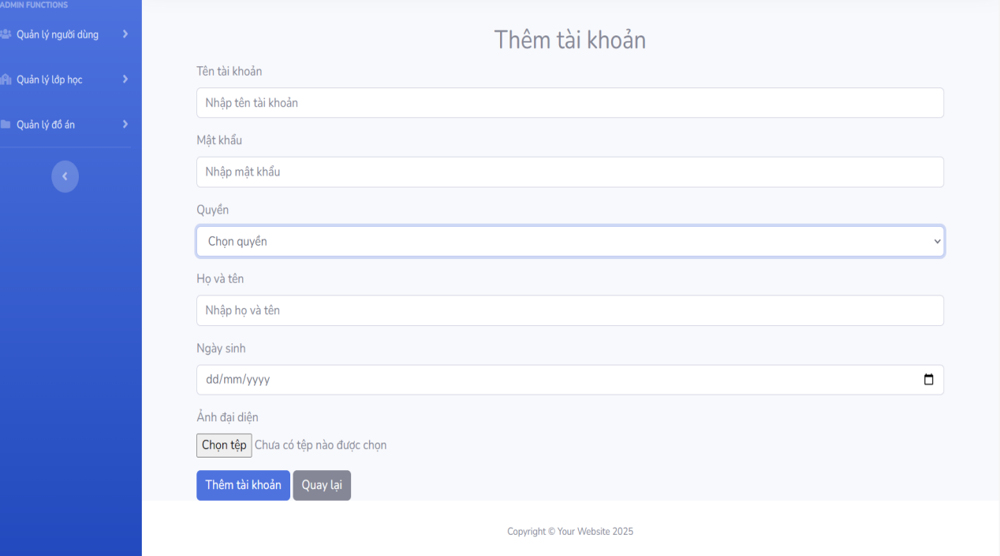 ADMIN FUNCTIONS
Quản lý người dùng
Quản lý lớp học
Quản lý đồ án
Thêm tài khoản
Tên tài khoản
Nhập tên tài khoản
Mật khẩu
Nhập mật khẩu
Quyền
Chọn quyền
Họ và tên
Nhập họ và tên
Ngày sinh
dd/mm/yyyy
Ảnh đại diện
Chọn tệp Chưa có tệp nào được chọn
Thêm tài khoản Quay lại
Copyright © Your Website 2025